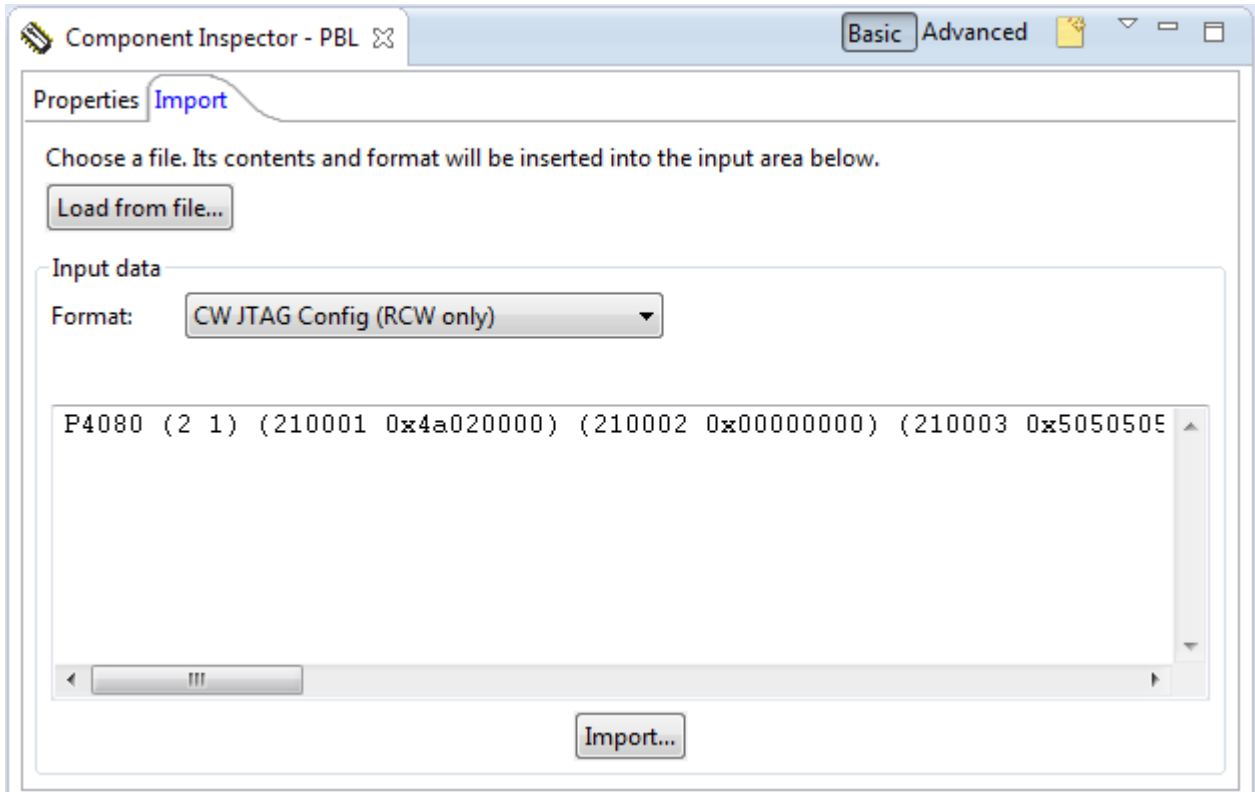 Component Inspector - PBL Basic Advanced
Properties Import
Choose a file. Its contents and format will be inserted into the input area below.
Load from file...
Input data
Format: CW JTAG Config (RCW only)
P4080 (2 1) (210001 0x4a020000) (210002 0x00000000) (210003 0x5050505
Import...